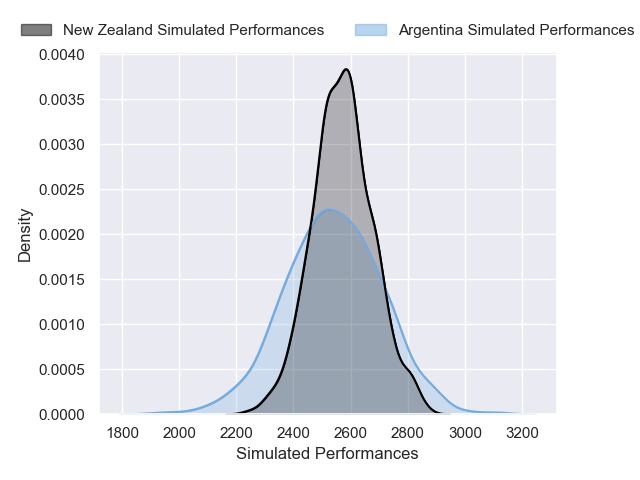 New Zealand Simulated Performances
Argentina Simulated Performances
0.0040
0.0035
0.0030
0.0025
0.0020
0.0015
0.0010
0.0005
0.0000
Density
1800 2000 2200 2400 2600 2800 3000 3200
Simulated Performances